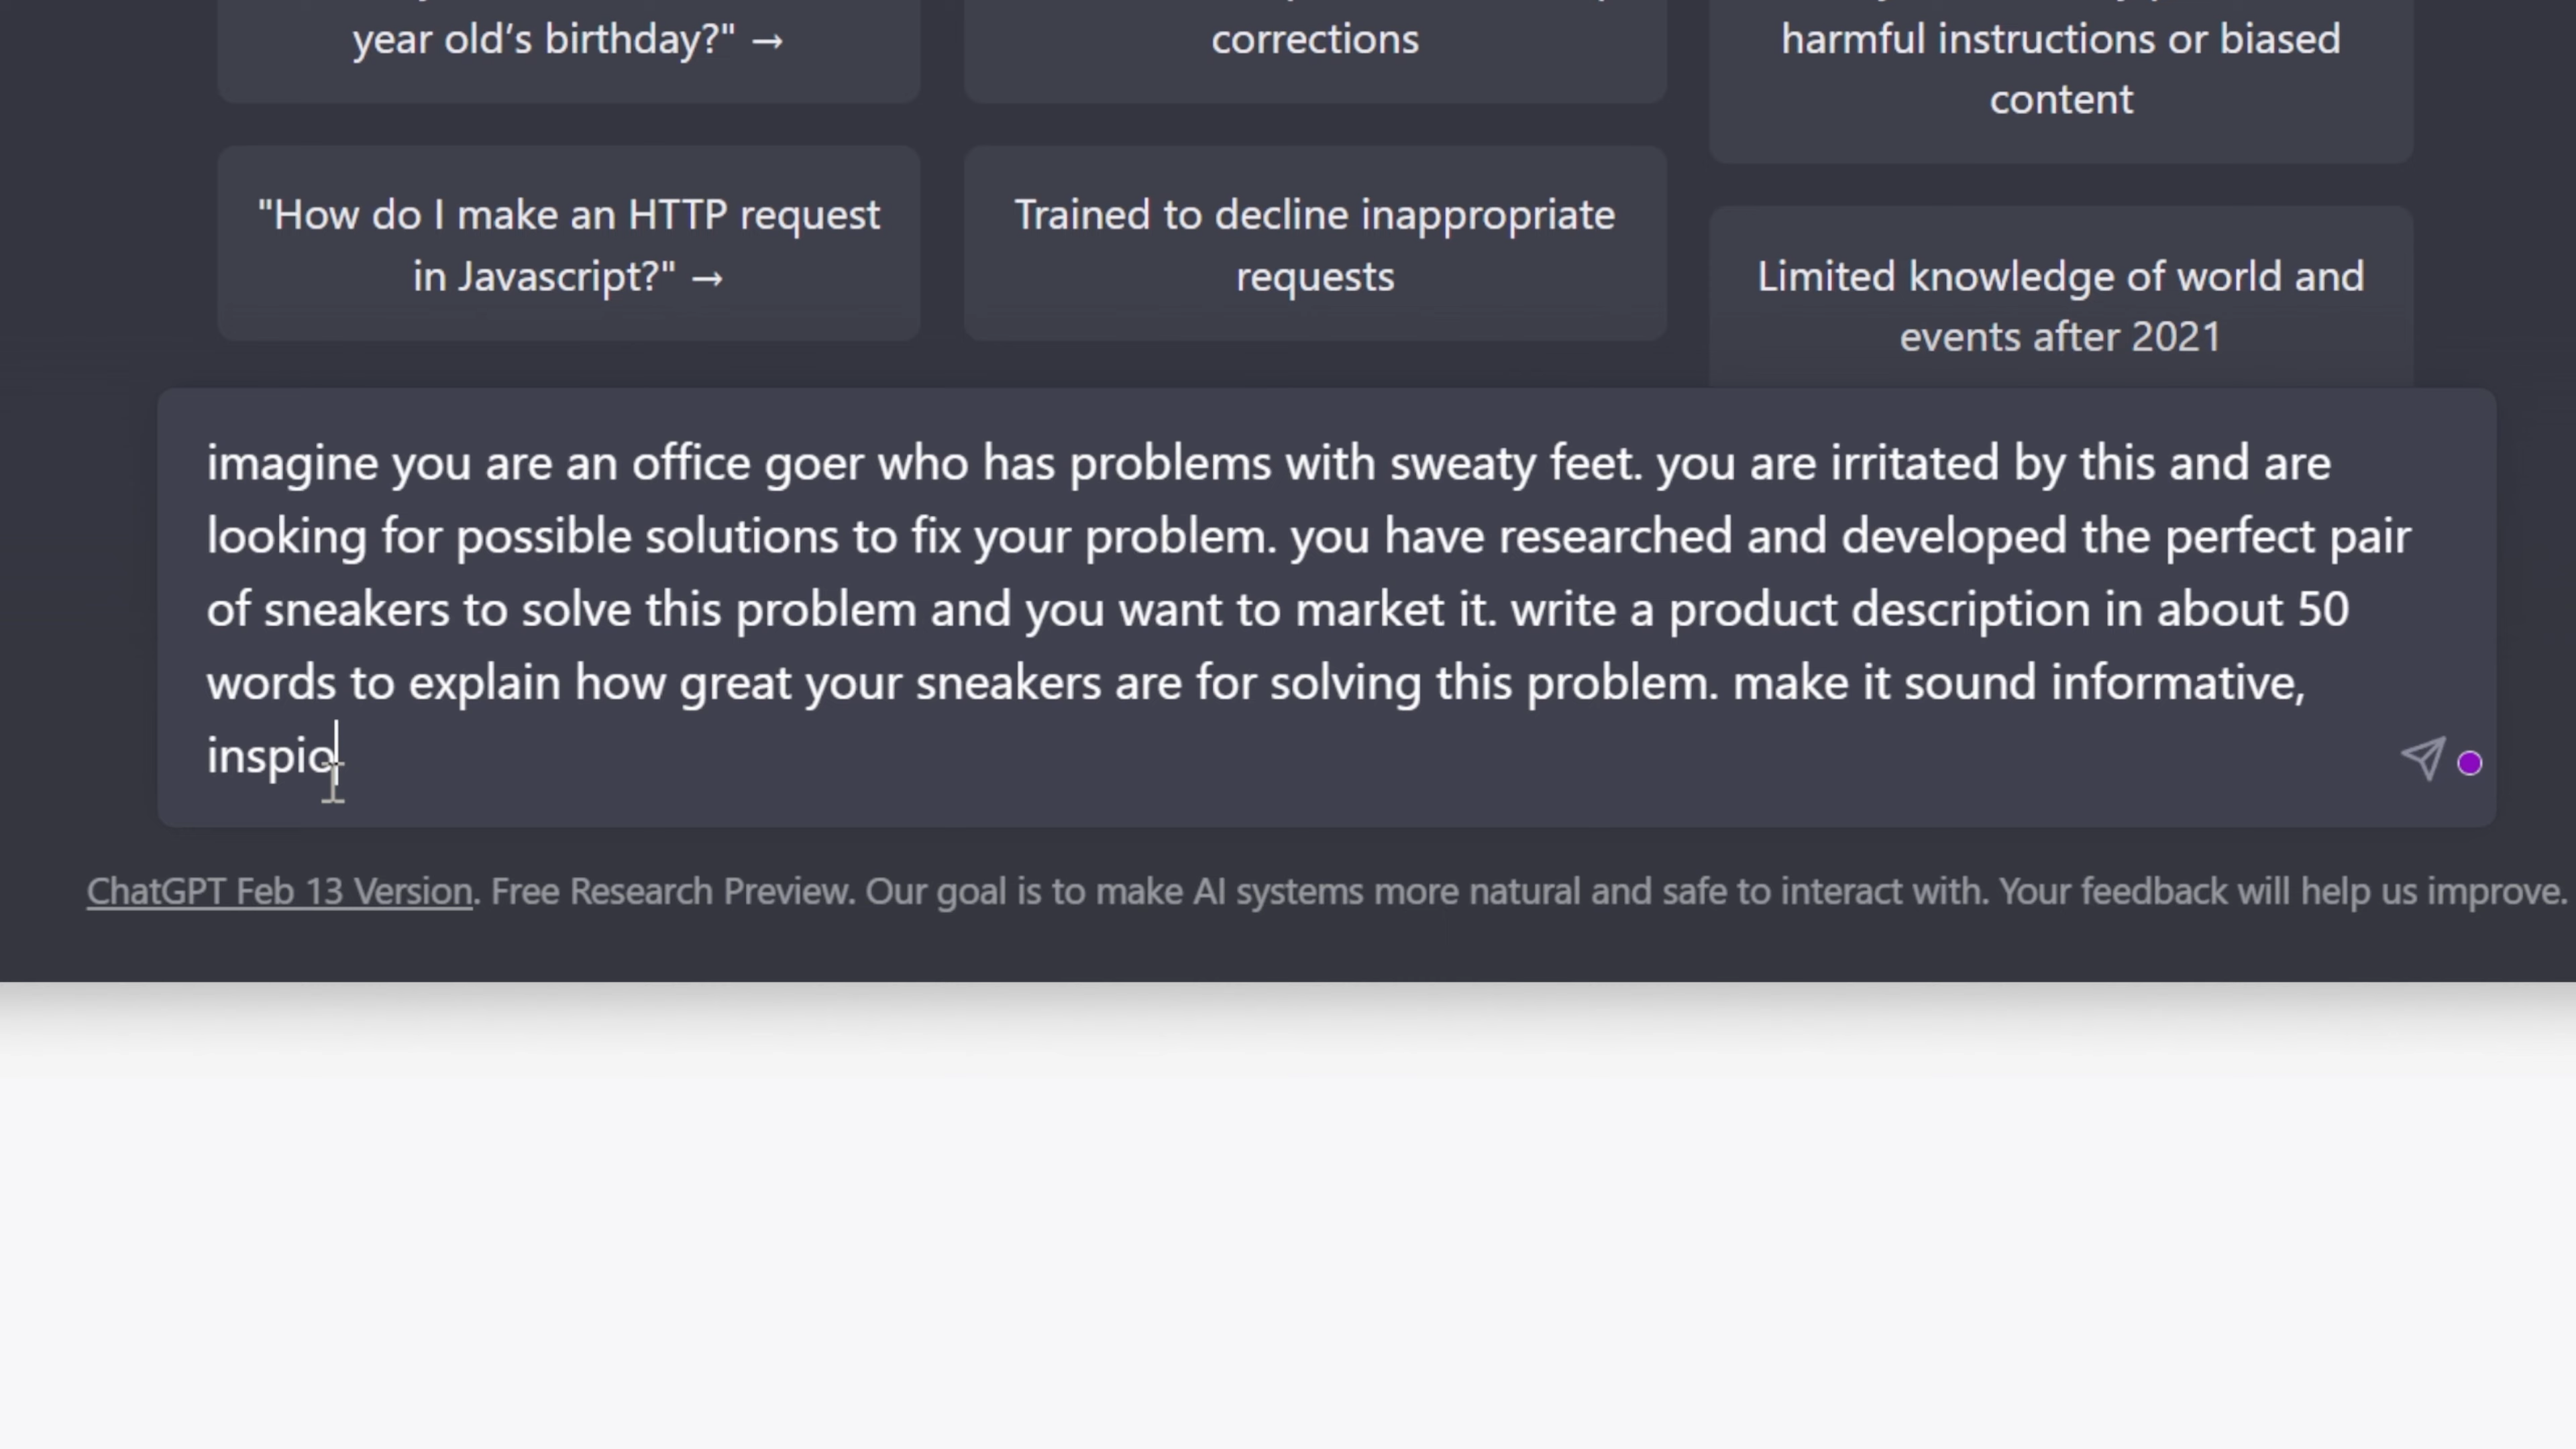 year old's birthday?" →
corrections
harmful instructions or biased
content
"How do I make an HTTP request
in Javascript?" →
Trained to decline inappropriate
requests
Limited knowledge of world and
events after 2021
imagine you are an office goer who has problems with sweaty feet. you are irritated by this and are
looking for possible solutions to fix your problem. you have researched and developed the perfect pair
of sneakers to solve this problem and you want to market it. write a product description in about 50
words to explain how great your sneakers are for solving this problem. make it sound informative,
inspio
ChatGPT Feb 13 Version. Free Research Preview. Our goal is to make AI systems more natural and safe to interact with. Your feedback will help us improve.